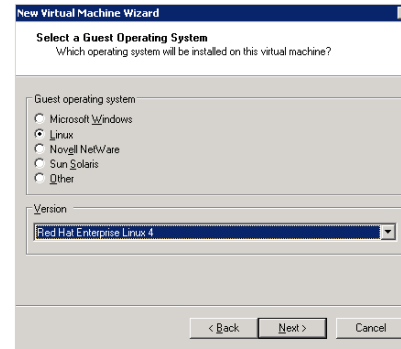 New Virtual Machine Wizard
Select a Guest Operating System
Which operating system will be installed on this virtual machine?
Guest operating system
Microsoft Windows
Linux
Novell NetWare
Sun Solaris
Other
Version
Red Hat Enterprise Linux 4
< Back Next > Cancel